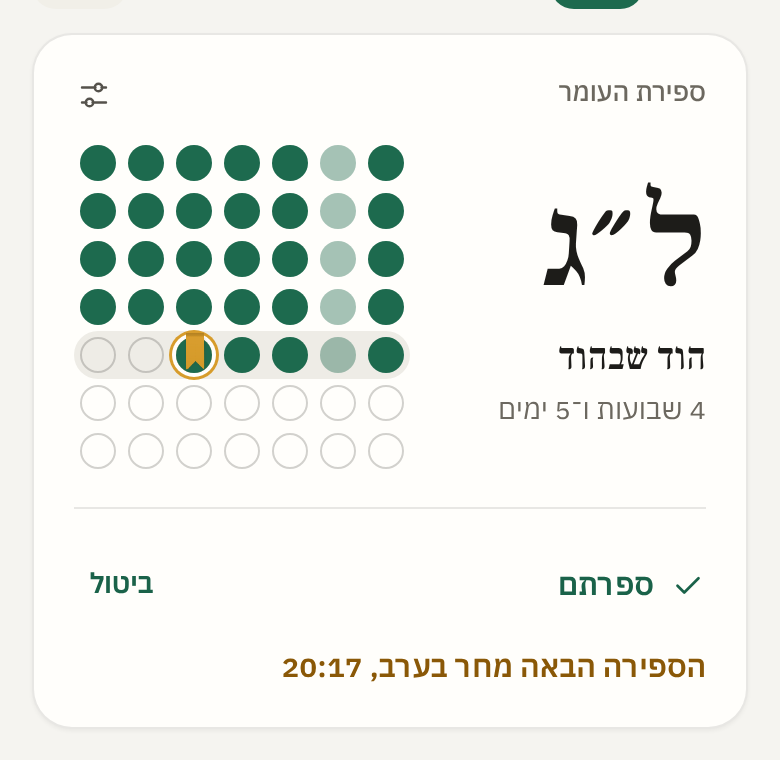 ספירת העומר
ל״ג
הוד שבהוד
4 שבועות ו־5 ימים
ספרתם
ביטול
הספירה הבאה מחר בערב, 20:17